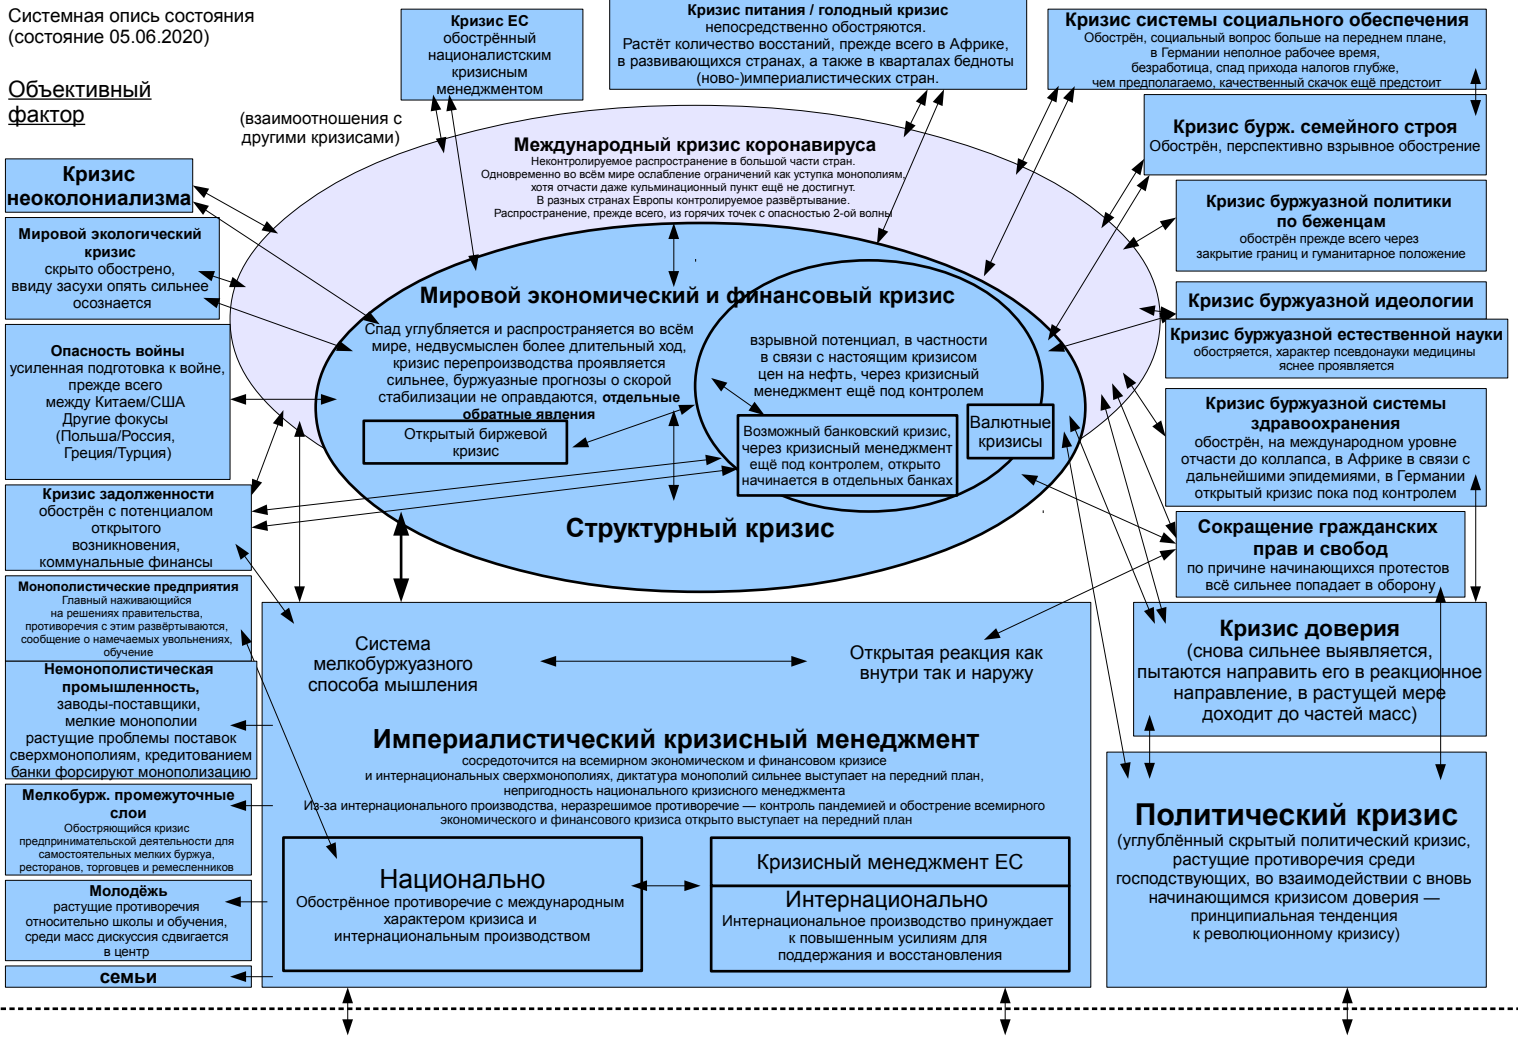 Системная опись состояния
(состояние 05.06.2020)
Объективный
фактор
(взаимоотношения с
другими кризисами)
Кризис ЕС
обострённый
националистским
кризисным
менеджментом
Кризис питания / голодный кризис
непосредственно обостряются.
Растёт количество восстаний, прежде всего в Африке,
в развивающихся странах, а также в кварталах бедноты
(ново-)империалистических стран.
Кризис системы социального обеспечения
Обострён, социальный вопрос больше на переднем плане,
в Германии неполное рабочее время,
безработица, спад прихода налогов глубже,
чем предполагаемо, качественный скачок ещё предстоит
Кризис бурж. семейного строя
Обострён, перспективно взрывное обострение
Кризис буржуазной политики
по беженцам
обострён прежде всего через
закрытие границ и гуманитарное положение
Кризис буржуазной идеологии
Кризис буржуазной естественной науки
обостряется, характер псевдонауки медицины
яснее проявляется
Кризис буржуазной системы
здравоохранения
обострён, на международном уровне
отчасти до коллапса, в Африке в связи с
дальнейшими эпидемиями, в Германии
открытый кризис пока под контролем
Сокращение гражданских
прав и свобод
по причине начинающихся протестов
всё сильнее попадает в оборону
Кризис доверия
(снова сильнее выявляется,
пытаются направить его в реакционное
направление, в растущей мере
доходит до частей масс)
Политический кризис
(углублённый скрытый политический кризис,
растущие противоречия среди
господствующих, во взаимодействии с вновь
начинающимся кризисом доверия —
принципиальная тенденция
к революционному кризису)
Международный кризис коронавируса
Неконтролируемое распространение в большой части стран.
Одновременно во всём мире ослабление ограничений как уступка монополиям,
хотя отчасти даже кульминационный пункт ещё не достигнут.
В разных странах Европы контролируемое развёртывание.
Распространение, прежде всего, из горячих точек с опасностью 2-ой волны
Мировой экономический и финансовый кризис
Спад углубляется и распространяется во всём
мире, недвусмислен более длительный ход,
кризис перепроизводства проявляется
сильнее, буржуазные прогнозы о скорой
стабилизации не оправдаются, отдельные
обратные явления
Открытый биржевой
кризис
взрывной потенциал, в частности
в связи с настоящим кризисом
цен на нефть, через кризисный
менеджмент ещё под контролем
Валютные
кризисы
Возможный банковский кризис,
через кризисный менеджмент
ещё под контролем, открыто
начинается в отдельных банках
Структурный кризис
Кризис
неоколониализма
Мировой экологический
кризис
скрыто обострено,
ввиду засухи опять сильнее
осознается
Опасность войны
усиленная подготовка к войне,
прежде всего
между Китаем/США
Другие фокусы
(Польша/Россия,
Греция/Турция)
Кризис задолженности
обострён с потенциалом
открытого
возникновения,
коммунальные финансы
Монополистические предприятия
Главный наживающийся
на решениях правительства,
противоречия с этим развёртываются,
сообщение о намечаемых увольнениях,
обучение
Немонополистическая
промышленность,
заводы-поставщики,
мелкие монополии
растущие проблемы поставок
сверхмонополиям, кредитованием
банки форсируют монополизацию
Мелкобурж. промежуточные
слои
Обостряющийся кризис
предпринимательской деятельности для
самостоятельных мелких буржуа,
ресторанов, торговцев и ремесленников
Молодёжь
растущие противоречия
относительно школы и обучения,
среди масс дискуссия сдвигается
в центр
семьи
Система
мелкобуржуазного
способа мышления
Открытая реакция как
внутри так и наружу
Империалистический кризисный менеджмент
сосредоточится на всемирном экономическом и финансовом кризисе
и интернациональных сверхмонополиях, диктатура монополий сильнее выступает на передний план,
непригодность национального кризисного менеджмента
Из-за интернационального производства, неразрешимое противоречие — контроль пандемией и обострение всемирного
экономического и финансового кризиса открыто выступает на передний план
Национально
Обострённое противоречие с международным
характером кризиса и
интернациональным производством
Кризисный менеджмент ЕС
Интернационально
Интернациональное производство принуждает
к повышенным усилиям для
поддержания и восстановления